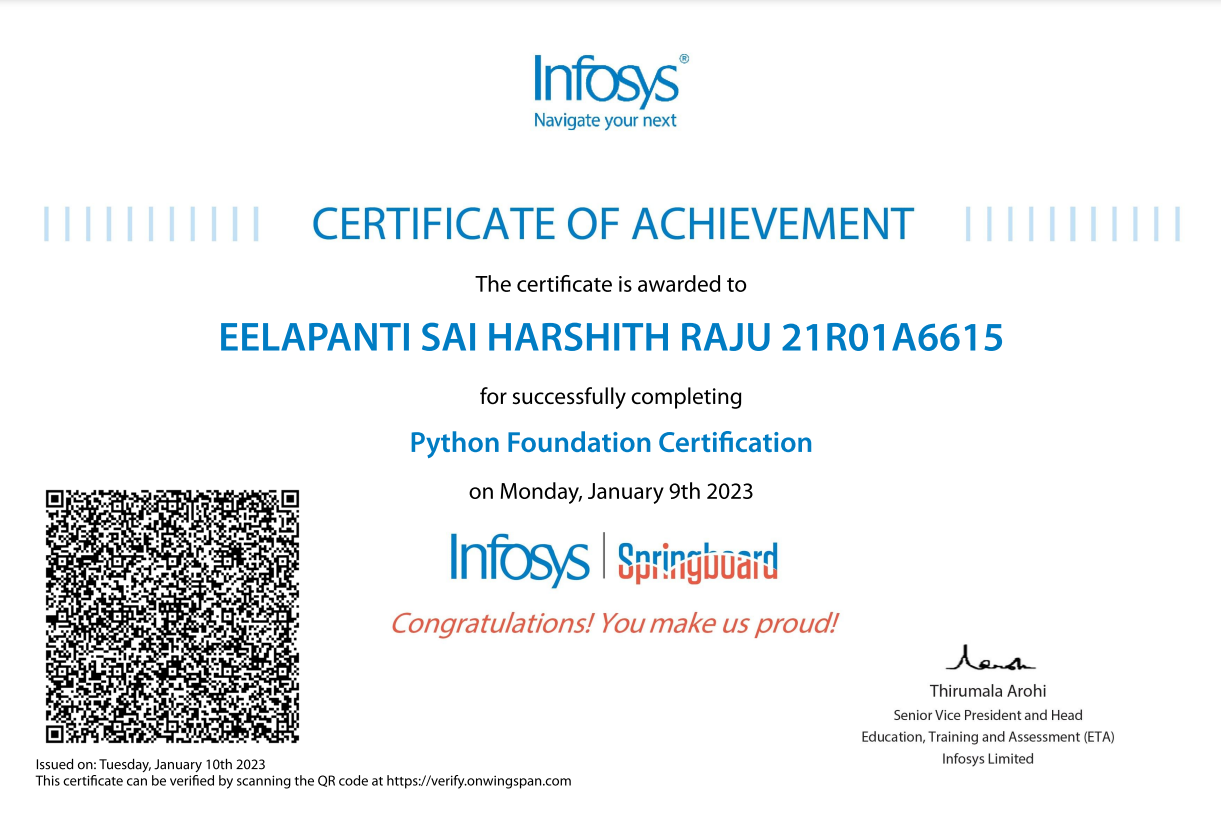 Infosys®
Navigate your next
CERTIFICATE OF ACHIEVEMENT
The certificate is awarded to
EELAPANTI SAI HARSHITH RAJU 21R01A6615
for successfully completing
Python Foundation Certification
on Monday, January 9th 2023
Infosys | Springboard
Congratulations! You make us proud!
Thirumala Arohi
Senior Vice President and Head
Education, Training and Assessment (ETA)
Infosys Limited
Issued on: Tuesday, January 10th 2023
This certificate can be verified by scanning the QR code at https://verify.onwingspan.com